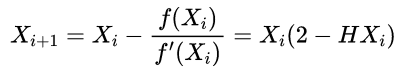 X_{i+1} = X_i - \frac{f(X_i)}{f'(X_i)} = X_i(2 - HX_i)